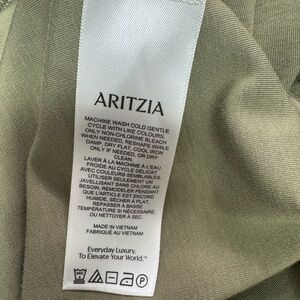 ARITZIA
MACHINE WASH COLD GENTLE
CYCLE WITH LIKE COLOURS,
ONLY NON-CHLORINE BLEACH
IF NEEDED, RESHAPE WHILE
DAMP, DRY FLAT, COOL IRON
ONLY IF NEEDED, OR DRY
CLEAN.
LAVER À LA MACHINE À L'EAU
FROIDE AU CYCLE DÉLICAT
AVEC COULEURS SEMBLABLES.
UTILISER SEULEMENT UN
JAVELLISANT SANS CHLORE AU
BESOIN, REMODELER PENDANT
QUE L'ARTICLE EST ENCORE
HUMIDE, SÉCHER À PLAT,
REPASSER À BASSE
TEMPÉRATURE SI NÉCESSAIRE,
OU NETTOYER À SEC.
MADE IN VIETNAM
FABRIQUÉ AU VIETNAM
Everyday Luxury,
To Elevate Your World.™
P